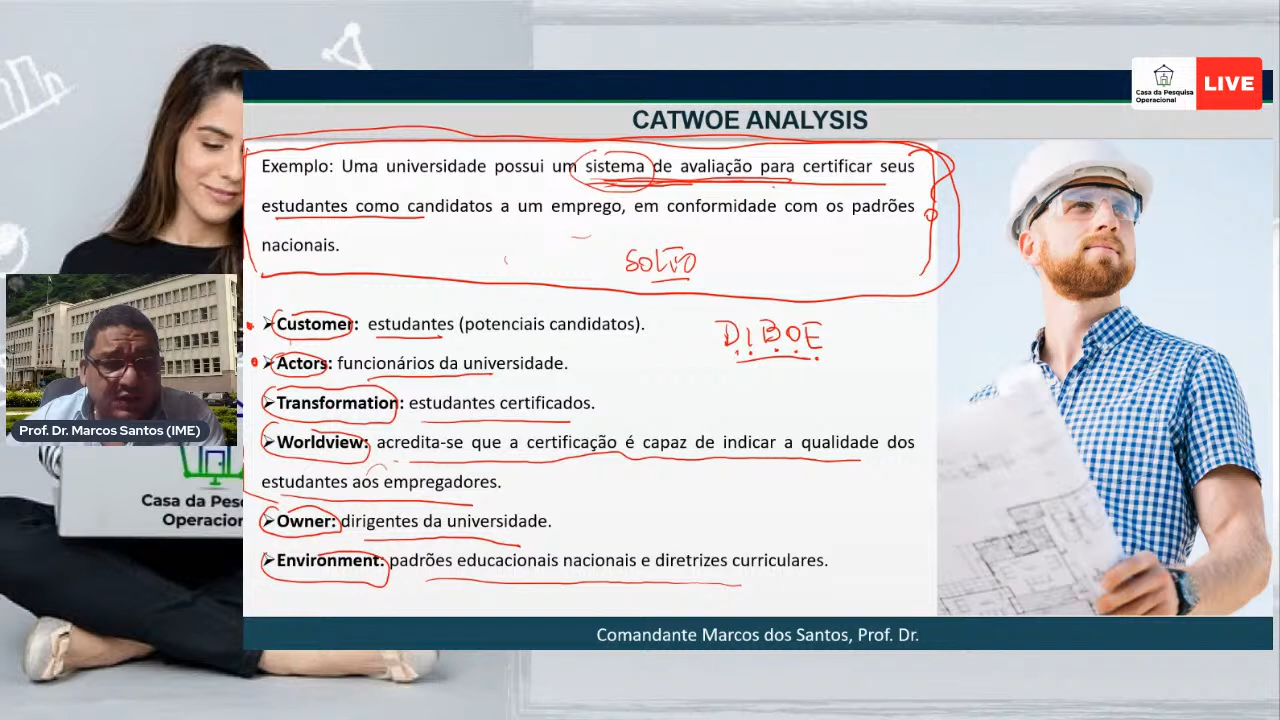 Casa da Pesquisa
Operacional
LIVE
CATWOE ANALYSIS
Exemplo: Uma universidade possui um sistema de avaliação para certificar seus
estudantes como candidatos a um emprego, em conformidade com os padrões
nacionais.
➤Customer: estudantes (potenciais candidatos).
DIBOE
➤Actors: funcionários da universidade.
➤Transformation: estudantes certificados.
➤Worldview: acredita-se que a certificação é capaz de indicar a qualidade dos
estudantes aos empregadores.
➤Owner: dirigentes da universidade.
➤Environment: padrões educacionais nacionais e diretrizes curriculares.
Prof. Dr. Marcos Santos (IME)
Casa da Pes
Operacion
Comandante Marcos dos Santos, Prof. Dr.